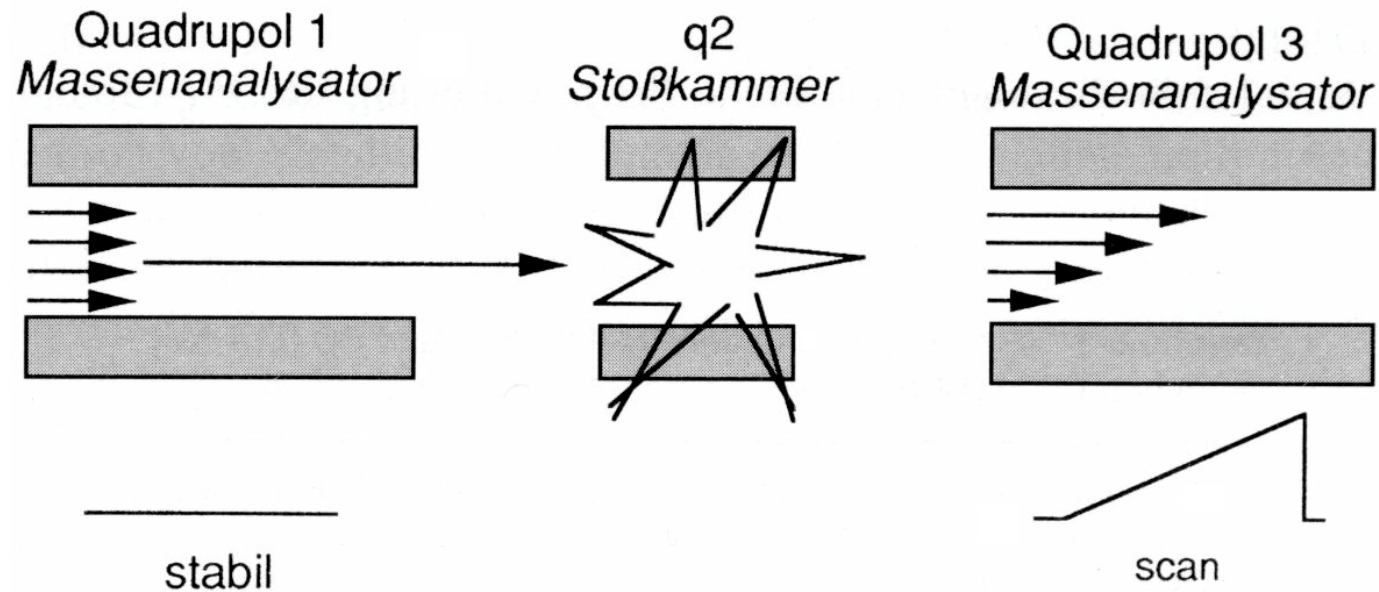 Quadrupol 1
Massenanalysator
q2
Stoßkammer
Quadrupol 3
Massenanalysator
stabil
scan